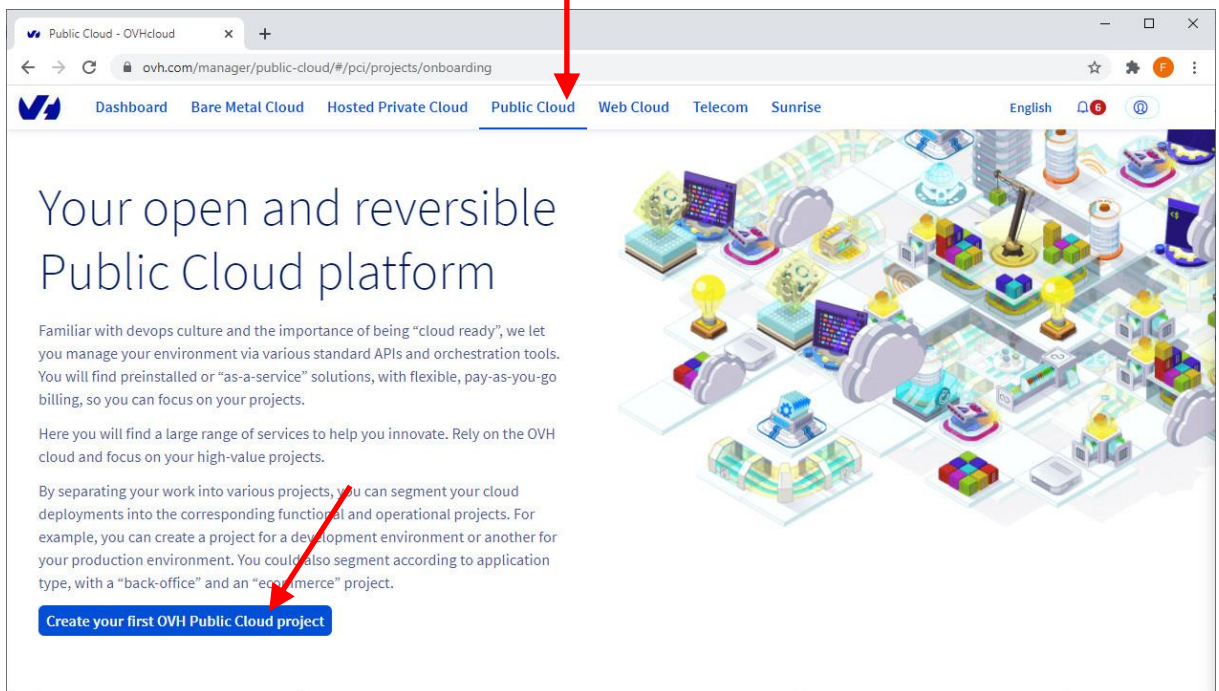 Public Cloud - OVHcloud
ovh.com/manager/public-cloud/#/pci/projects/onboarding
F
Dashboard Bare Metal Cloud Hosted Private Cloud Public Cloud Web Cloud Telecom Sunrise English 6
Your open and reversible
Public Cloud platform
Familiar with devops culture and the importance of being “cloud ready”, we let
you manage your environment via various standard APIs and orchestration tools.
You will find preinstalled or “as-a-service” solutions, with flexible, pay-as-you-go
billing, so you can focus on your projects.
Here you will find a large range of services to help you innovate. Rely on the OVH
cloud and focus on your high-value projects.
By separating your work into various projects, you can segment your cloud
deployments into the corresponding functional and operational projects. For
example, you can create a project for a development environment or another for
your production environment. You could also segment according to application
type, with a “back-office” and an “ecommerce” project.
Create your first OVH Public Cloud project